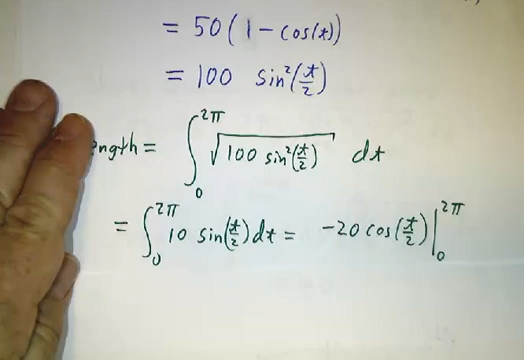 = 50(1-cos(t))
= 100 sin²(t/2)
ength = ∫₀^2π √(100 sin²(t/2)) dt
= ∫₀^2π 10 sin(t/2) dt = -20 cos(t/2) |₀^2π